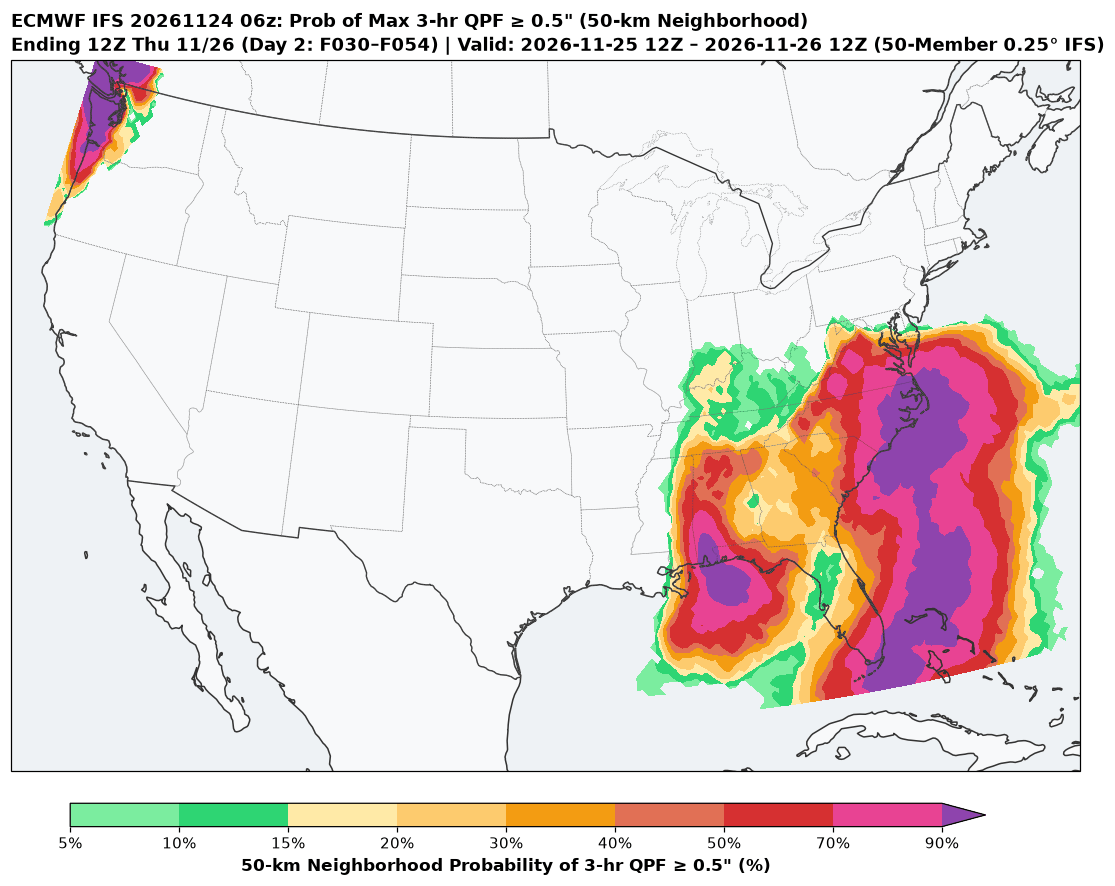 ECMWF IFS 20261124 06z: Prob of Max 3-hr QPF ≥ 0.5" (50-km Neighborhood)
Ending 12Z Thu 11/26 (Day 2: F030–F054) | Valid: 2026-11-25 12Z – 2026-11-26 12Z (50-Member 0.25° IFS)
5% 10% 15% 20% 30% 40% 50% 70% 90%
50-km Neighborhood Probability of 3-hr QPF ≥ 0.5" (%)